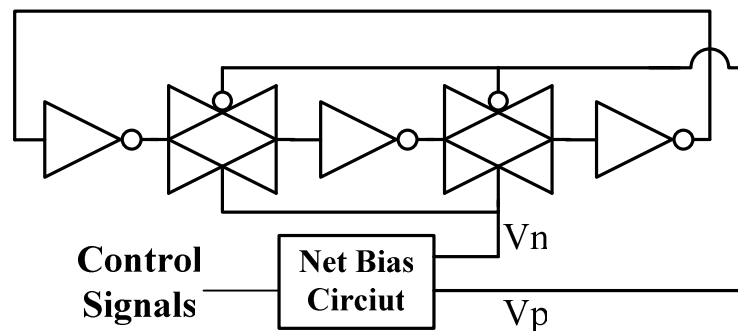 Vn
Control
Signals
Net Bias
Circiut
Vp